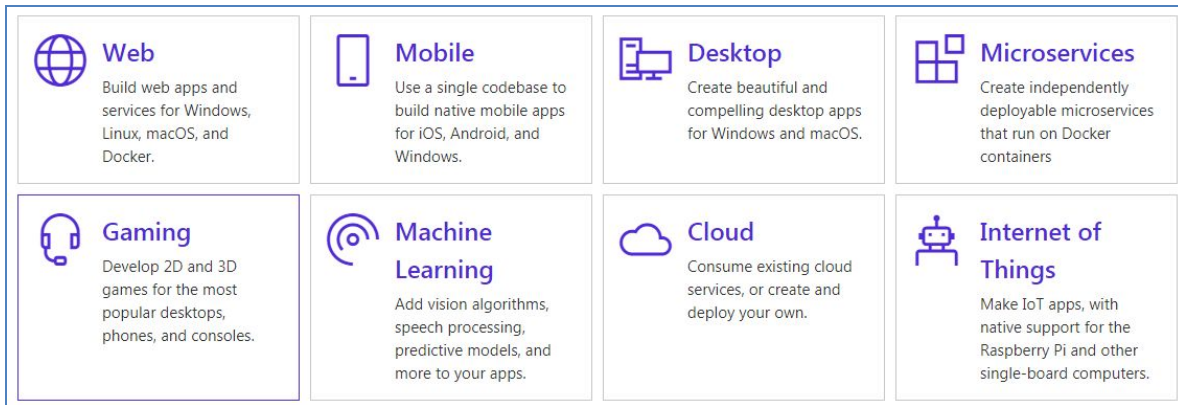 Web
Build web apps and
services for Windows,
Linux, macOS, and
Docker.
Mobile
Use a single codebase to
build native mobile apps
for iOS, Android, and
Windows.
Desktop
Create beautiful and
compelling desktop apps
for Windows and macOS.
Microservices
Create independently
deployable microservices
that run on Docker
containers
Gaming
Develop 2D and 3D
games for the most
popular desktops,
phones, and consoles.
Machine
Learning
Add vision algorithms,
speech processing,
predictive models, and
more to your apps.
Cloud
Consume existing cloud
services, or create and
deploy your own.
Internet of
Things
Make IoT apps, with
native support for the
Raspberry Pi and other
single-board computers.